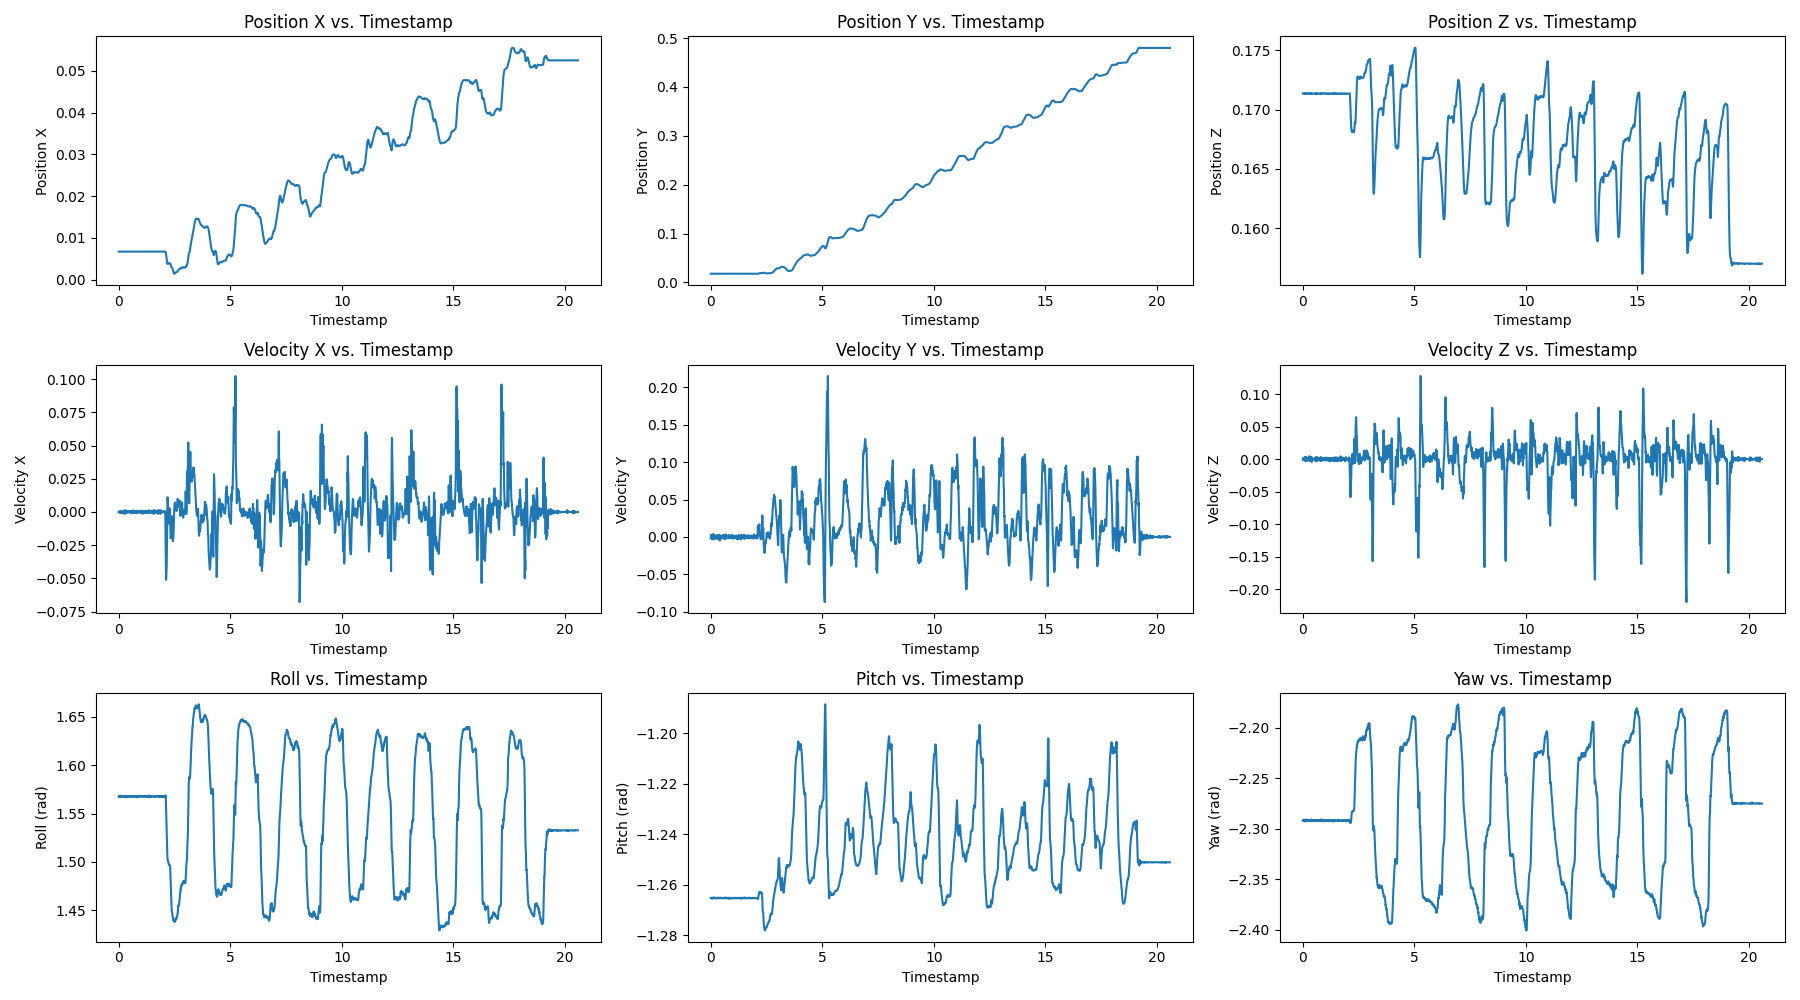 Position X vs. Timestamp
Position X
0.05
0.04
0.03
0.02
0.01
0.00
0 5 10 15 20
Timestamp
Position Y vs. Timestamp
Position Y
0.5
0.4
0.3
0.2
0.1
0.0
0 5 10 15 20
Timestamp
Position Z vs. Timestamp
Position Z
0.175
0.170
0.165
0.160
0 5 10 15 20
Timestamp
Velocity X vs. Timestamp
Velocity X
0.100
0.075
0.050
0.025
0.000
−0.025
−0.050
−0.075
0 5 10 15 20
Timestamp
Velocity Y vs. Timestamp
Velocity Y
0.20
0.15
0.10
0.05
0.00
−0.05
−0.10
0 5 10 15 20
Timestamp
Velocity Z vs. Timestamp
Velocity Z
0.10
0.05
0.00
−0.05
−0.10
−0.15
−0.20
0 5 10 15 20
Timestamp
Roll vs. Timestamp
Roll (rad)
1.65
1.60
1.55
1.50
1.45
0 5 10 15 20
Timestamp
Pitch vs. Timestamp
Pitch (rad)
−1.20
−1.22
−1.24
−1.26
−1.28
0 5 10 15 20
Timestamp
Yaw vs. Timestamp
Yaw (rad)
−2.20
−2.25
−2.30
−2.35
−2.40
0 5 10 15 20
Timestamp